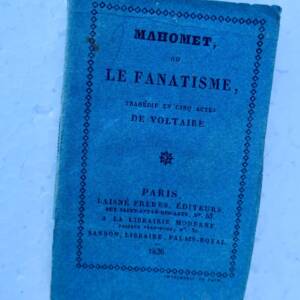 MAHOMET,
OU
LE FANATISME,
TRAGÉDIE EN CINQ ACTES
DE VOLTAIRE
PARIS
LAISNÉ FRÈRES, ÉDITEURS
A LA LIBRAIRIE MODERNE
SANSON, LIBRAIRE, PALAIS-ROYAL
1826